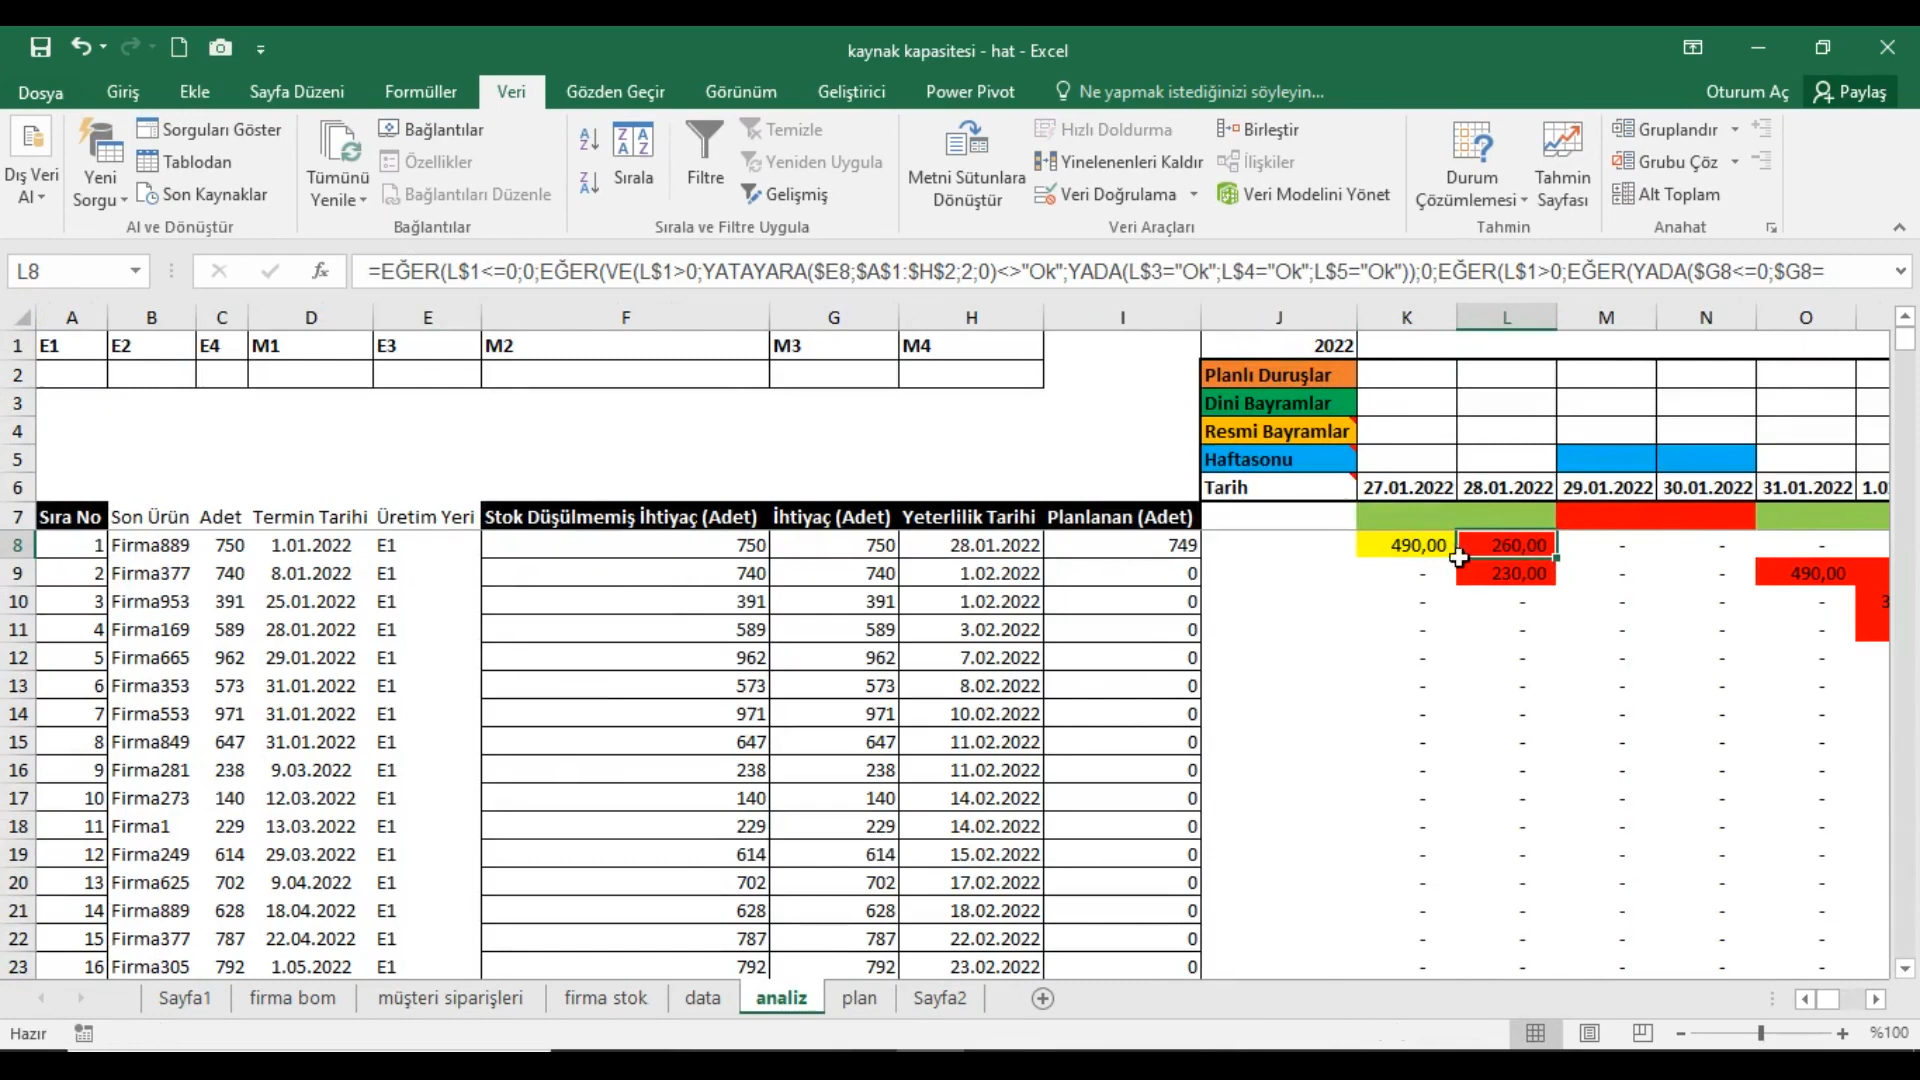 kaynak kapasitesi - hat - Excel
Dosya Giriş Ekle Sayfa Düzeni Formüller Veri Gözden Geçir Görünüm Geliştirici Power Pivot Ne yapmak istediğinizi söyleyin... Oturum Aç Paylaş
Dış Veri Al
Yeni Sorgu
Sorguları Göster
Tablodan
Son Kaynaklar
Al ve Dönüştür
Tümünü Yenile
Bağlantılar
Özellikler
Bağlantıları Düzenle
Bağlantılar
Sırala
Filtre
Temizle
Yeniden Uygula
Gelişmiş
Sırala ve Filtre Uygula
Metni Sütunlara Dönüştür
Hızlı Doldurma
Yinelenenleri Kaldır
Veri Doğrulama
Birleştir
İlişkiler
Veri Modelini Yönet
Veri Araçları
Durum Çözümlemesi
Tahmin Sayfası
Tahmin
Gruplandır
Grubu Çöz
Alt Toplam
Anahat
L8 fx =EĞER(L$1<=0;0;EĞER(VE(L$1>0;YATAYARA($E8;$A$1:$H$2;2;0)<>"Ok";YADA(L$3="Ok";L$4="Ok";L$5="Ok"));0;EĞER(L$1>0;EĞER(YADA($G8<=0;$G8=
A B C D E F G H I J K L M N O
1 E1 E2 E4 M1 E3 M2 M3 M4 2022
2 Planlı Duruşlar
3 Dini Bayramlar
4 Resmi Bayramlar
5 Haftasonu
6 Tarih 27.01.2022 28.01.2022 29.01.2022 30.01.2022 31.01.2022 1.0
7 Sıra No Son Ürün Adet Termin Tarihi Üretim Yeri Stok Düşülmemiş İhtiyaç (Adet) İhtiyaç (Adet) Yeterlilik Tarihi Planlanan (Adet)
8 1 Firma889 750 1.01.2022 E1 750 750 28.01.2022 749 490,00 260,00 - - -
9 2 Firma377 740 8.01.2022 E1 740 740 1.02.2022 0 - 230,00 - - 490,00
10 3 Firma953 391 25.01.2022 E1 391 391 1.02.2022 0 - - - - - 3
11 4 Firma169 589 28.01.2022 E1 589 589 3.02.2022 0 - - - - -
12 5 Firma665 962 29.01.2022 E1 962 962 7.02.2022 0 - - - - -
13 6 Firma353 573 31.01.2022 E1 573 573 8.02.2022 0 - - - - -
14 7 Firma553 971 31.01.2022 E1 971 971 10.02.2022 0 - - - - -
15 8 Firma849 647 31.01.2022 E1 647 647 11.02.2022 0 - - - - -
16 9 Firma281 238 9.03.2022 E1 238 238 11.02.2022 0 - - - - -
17 10 Firma273 140 12.03.2022 E1 140 140 14.02.2022 0 - - - - -
18 11 Firma1 229 13.03.2022 E1 229 229 14.02.2022 0 - - - - -
19 12 Firma249 614 29.03.2022 E1 614 614 15.02.2022 0 - - - - -
20 13 Firma625 702 9.04.2022 E1 702 702 17.02.2022 0 - - - - -
21 14 Firma889 628 18.04.2022 E1 628 628 18.02.2022 0 - - - - -
22 15 Firma377 787 22.04.2022 E1 787 787 22.02.2022 0 - - - - -
23 16 Firma305 792 1.05.2022 E1 792 792 23.02.2022 0 - - - - -
Sayfa1 firma bom müşteri siparişleri firma stok data analiz plan Sayfa2
Hazır %100